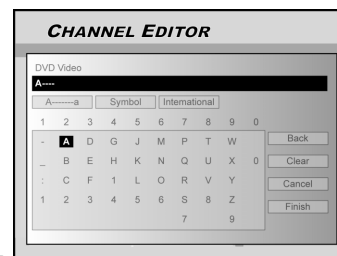 CHANNEL EDITOR
DVD Video
A----
A-------a Symbol International
1 2 3 4 5 6 7 8 9 0
- A D G J M P T W Back
_ B E H K N Q U X 0 Clear
: C F 1 L O R V Y Cancel
1 2 3 4 5 6 S 8 Z Finish
7 9